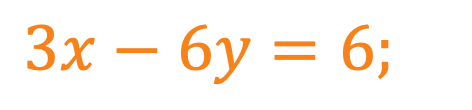 3x − 6y = 6;